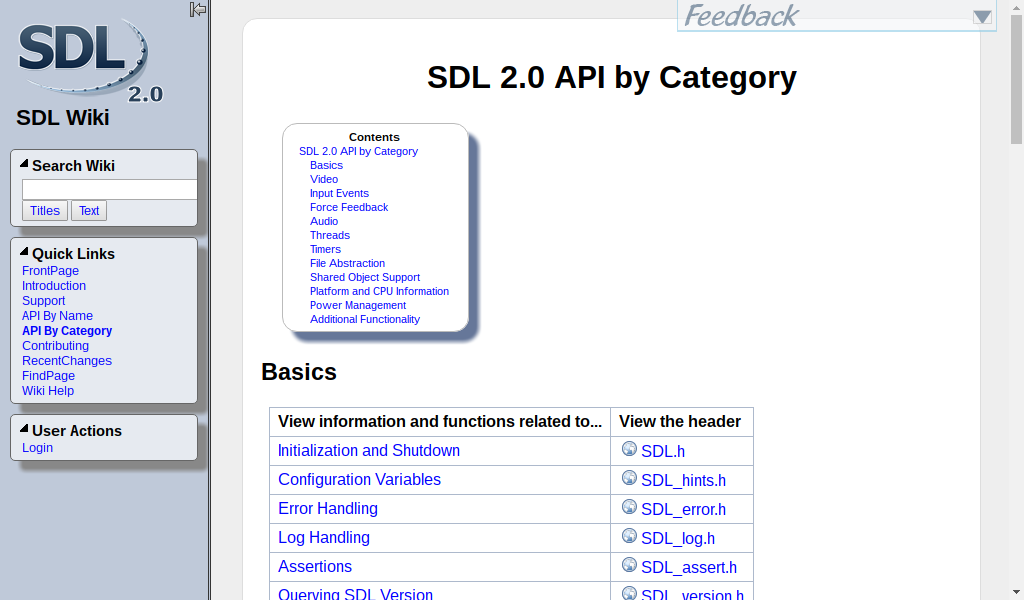 SDL
2.0
SDL Wiki
Search Wiki
Titles Text
Quick Links
FrontPage
Introduction
Support
API By Name
API By Category
Contributing
RecentChanges
FindPage
Wiki Help
User Actions
Login
Feedback
SDL 2.0 API by Category
Contents
SDL 2.0 API by Category
Basics
Video
Input Events
Force Feedback
Audio
Threads
Timers
File Abstraction
Shared Object Support
Platform and CPU Information
Power Management
Additional Functionality
Basics
View information and functions related to... View the header
Initialization and Shutdown SDL.h
Configuration Variables SDL_hints.h
Error Handling SDL_error.h
Log Handling SDL_log.h
Assertions SDL_assert.h
Querying SDL Version SDL_version.h